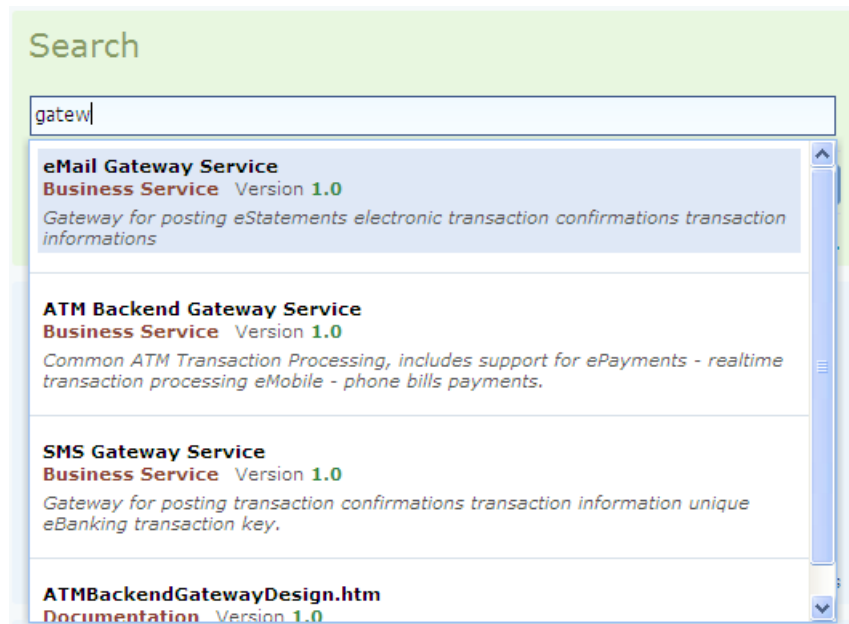 Search
gatew
eMail Gateway Service
Business Service Version 1.0
Gateway for posting eStatements electronic transaction confirmations transaction
informations
ATM Backend Gateway Service
Business Service Version 1.0
Common ATM Transaction Processing, includes support for ePayments - realtime
transaction processing eMobile - phone bills payments.
SMS Gateway Service
Business Service Version 1.0
Gateway for posting transaction confirmations transaction information unique
eBanking transaction key.
ATMBackendGatewayDesign.htm
Documentation Version 1.0